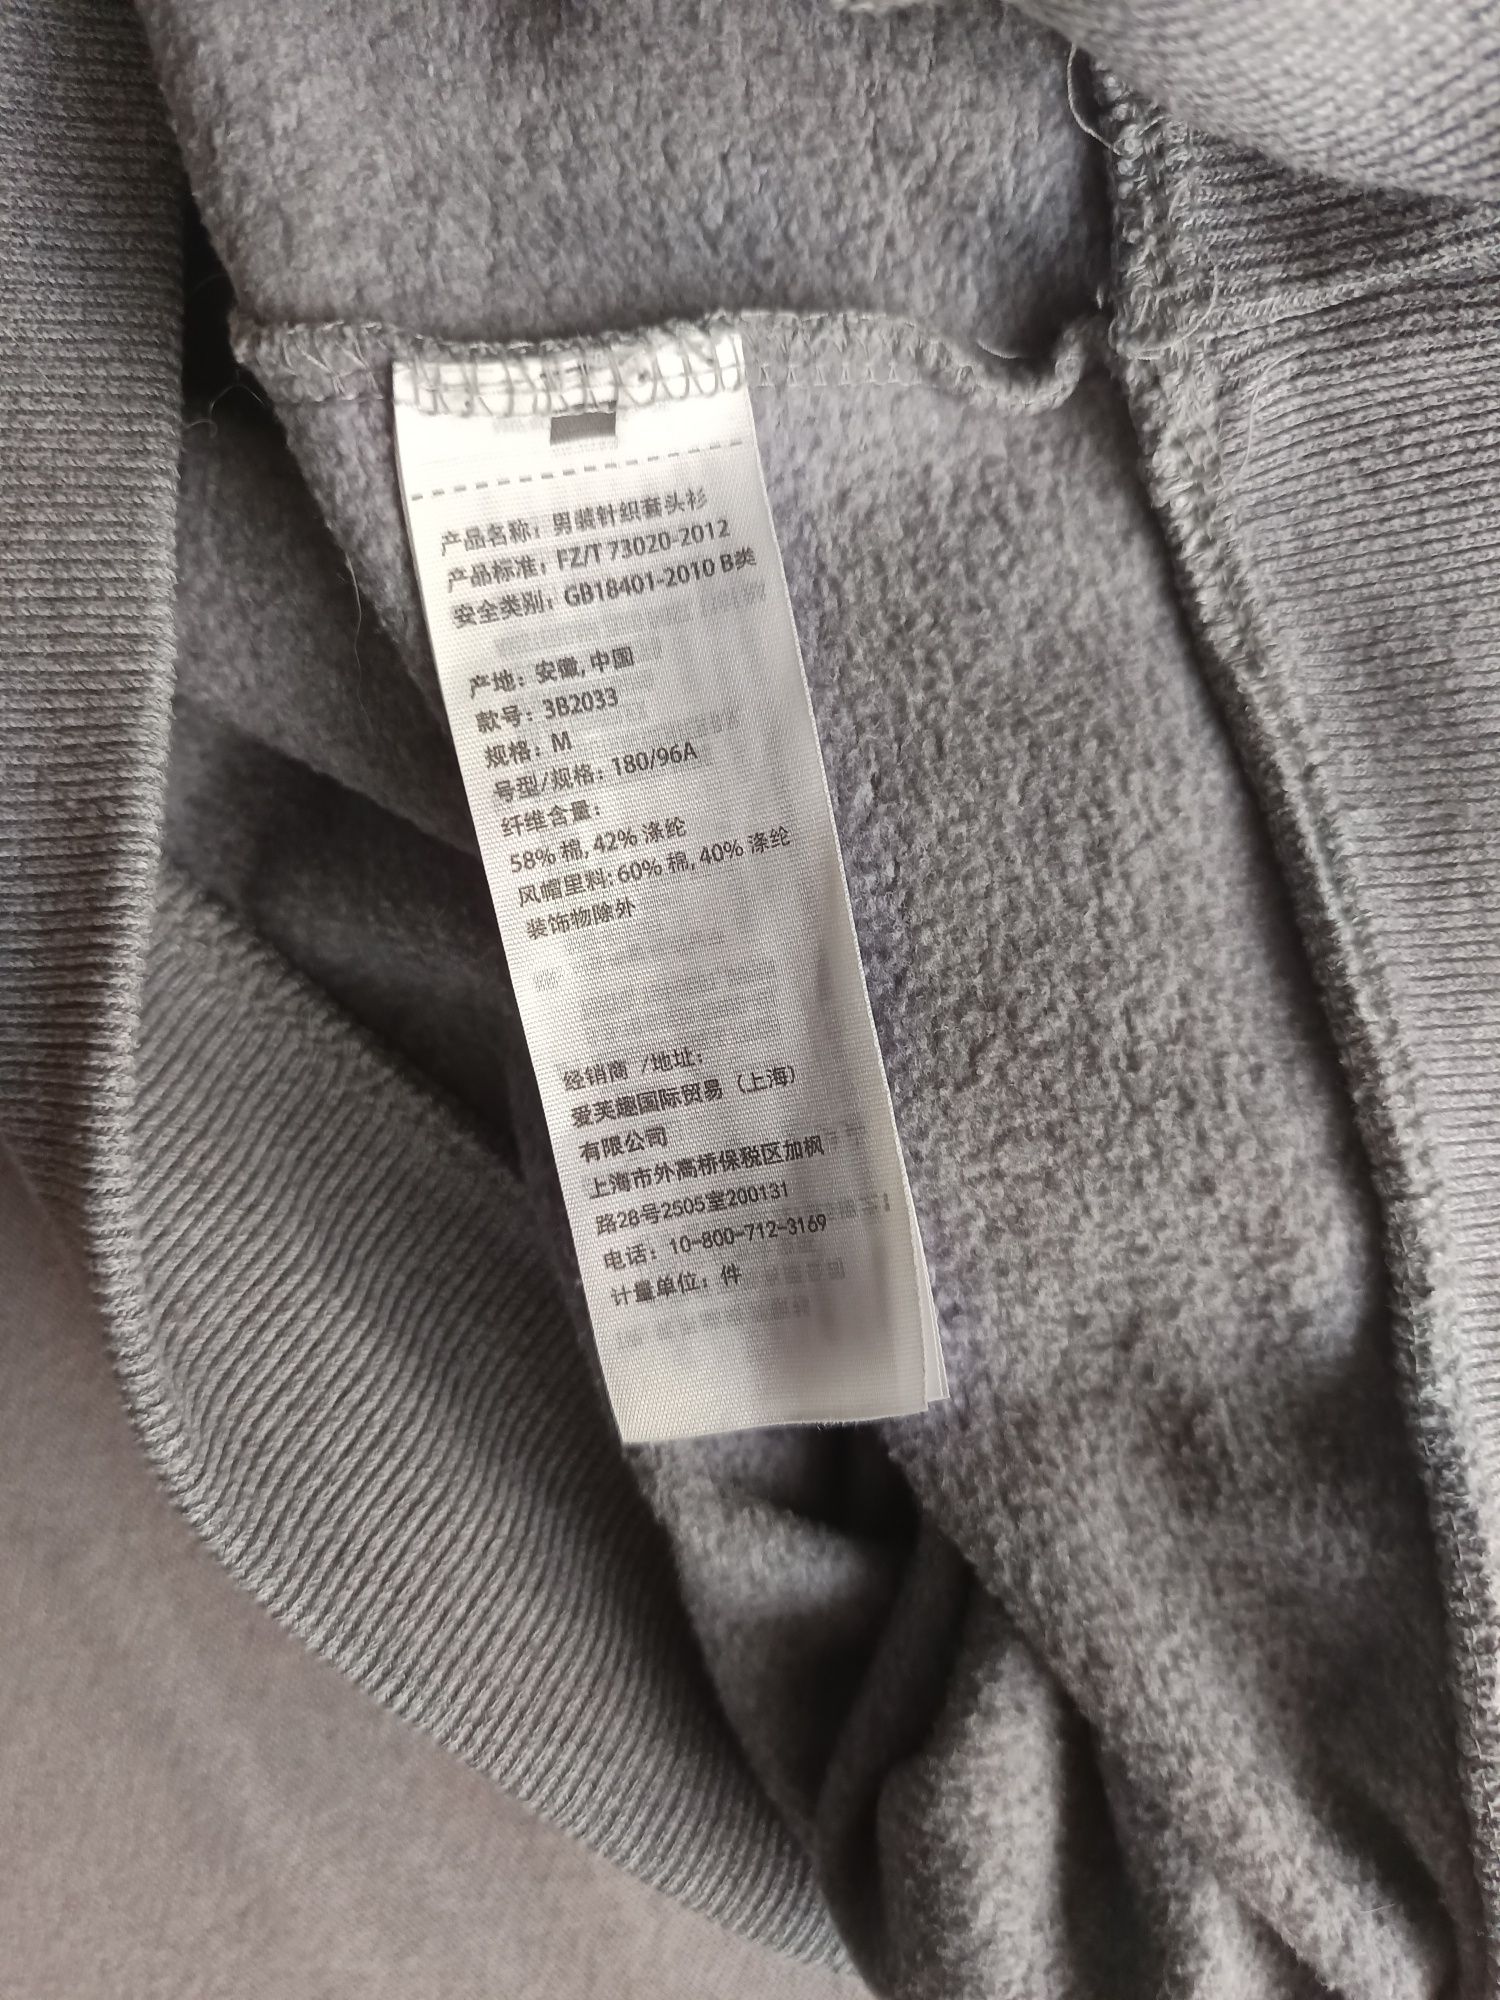 产品名称：男装针织套头衫
产品标准：FZ/T 73020-2012
安全类别：GB18401-2010 B类
产地：安徽,中国
款号：3B2033
规格：M
号型/规格：180/96A
纤维含量：
58% 棉, 42% 涤纶
风帽里料:60% 棉, 40% 涤纶
装饰物除外
经销商 /地址：
爱芙趣国际贸易（上海）
有限公司
上海市外高桥保税区加枫
路28号2505室200131
电话：10-800-712-3169
计量单位：件